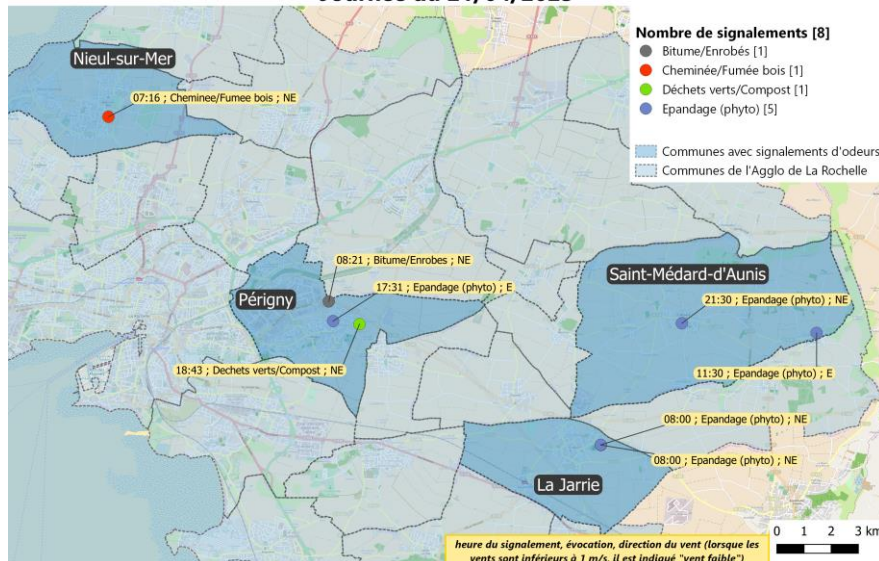 Nieul-sur-Mer
07:16 ; Cheminee/Fumée bois ; NE
Nombre de signalements [8]
Bitume/Enrobés [1]
Cheminée/Fumée bois [1]
Déchets verts/Compost [1]
Epandage (phyto) [5]
Communes avec signalements d'odeurs
Communes de l'Agglo de La Rochelle
08:21 ; Bitume/Enrobes ; NE
17:31 ; Epandage (phyto) ; E
Périgny
18:43 ; Dechets verts/Compost ; NE
Saint-Médard-d'Aunis
21:30 ; Epandage (phyto) ; NE
11:30 ; Epandage (phyto) ; E
08:00 ; Epandage (phyto) ; NE
08:00 ; Epandage (phyto) ; NE
La Jarrie
0 1 2 3 km
heure du signalement, évocation, direction du vent (lorsque les
vents sont inférieurs à 1 m/s, il est indiqué "vent faible")